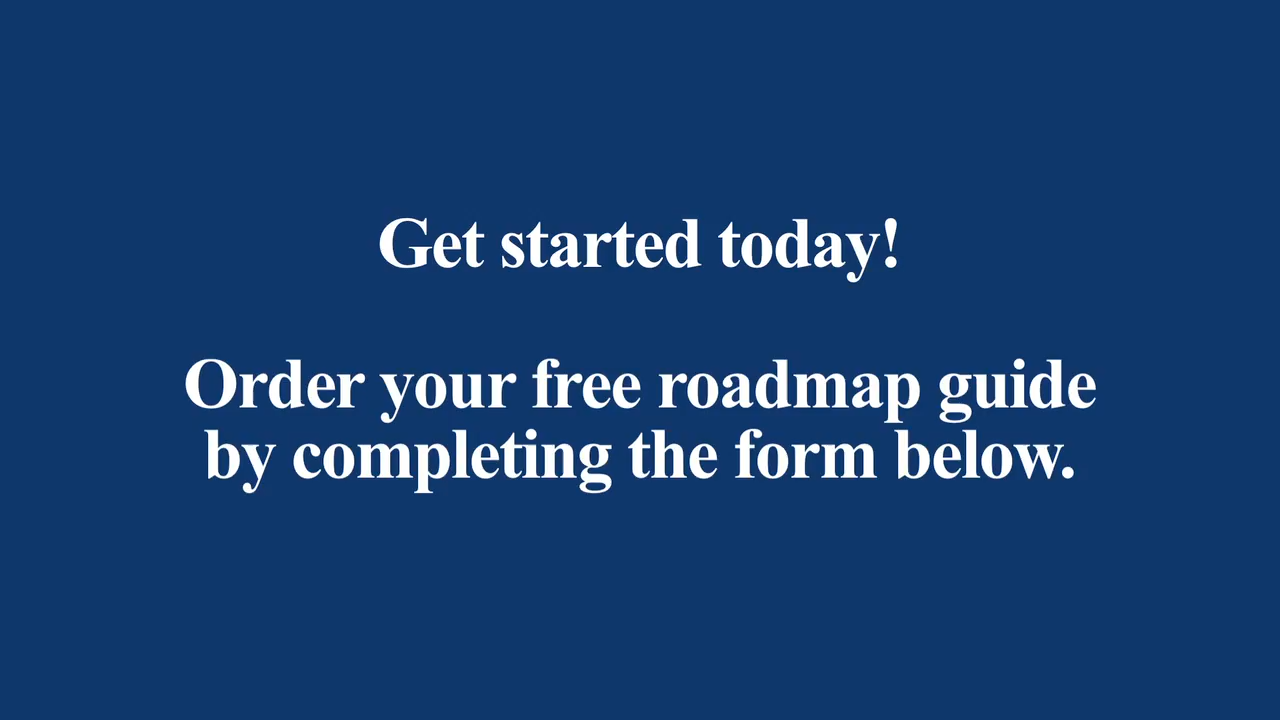 Get started today!
Order your free roadmap guide
by completing the form below.